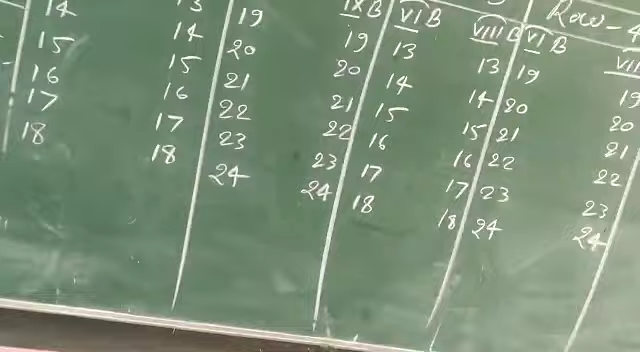 Row-4
IX B VI B VIII B VI B VII
14 13 19 19 13 13 19 19
15 14 20 20 14 14 20 20
16 15 21 21 15 15 21 21
17 16 22 22 16 16 22 22
18 17 23 23 17 17 23 23
18 24 24 18 18 24 24